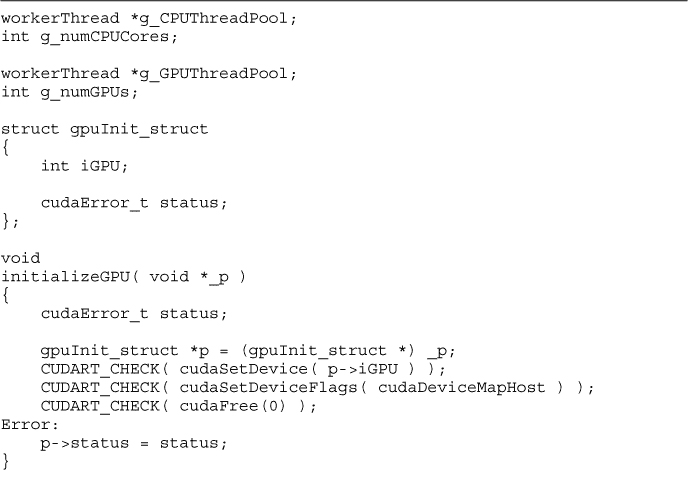 workerThread *g_CPUThreadPool;
int g_numCPUCores;
workerThread *g_GPUThreadPool;
int g_numGPUs;
struct gpuInit_struct
{
    int iGPU;
    cudaError_t status;
};
void
initializeGPU( void *_p )
{
    cudaError_t status;
    gpuInit_struct *p = (gpuInit_struct *) _p;
    CUDART_CHECK( cudaSetDevice( p->iGPU ) );
    CUDART_CHECK( cudaSetDeviceFlags( cudaDeviceMapHost ) );
    CUDART_CHECK( cudaFree(0) );
Error:
    p->status = status;
}